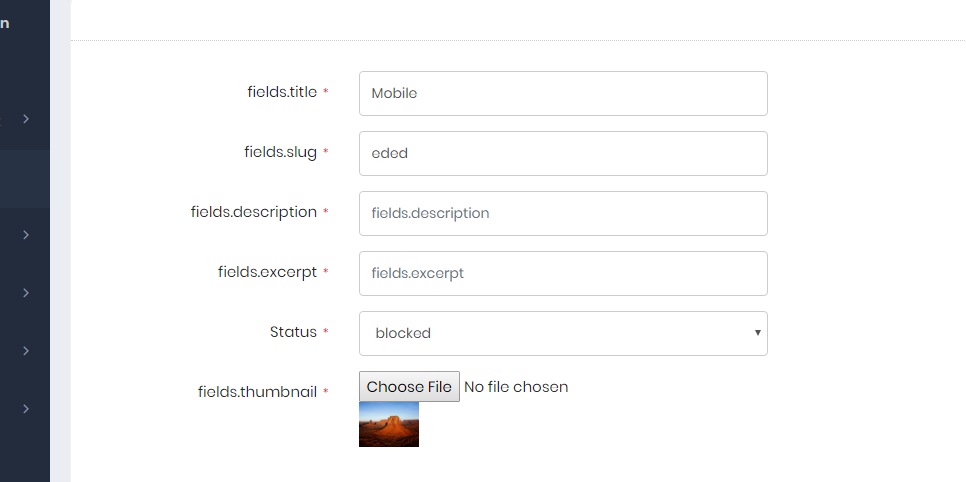 n
fields.title *
Mobile
fields.slug *
eded
fields.description *
fields.description
fields.excerpt *
fields.excerpt
Status *
blocked
fields.thumbnail *
Choose File No file chosen